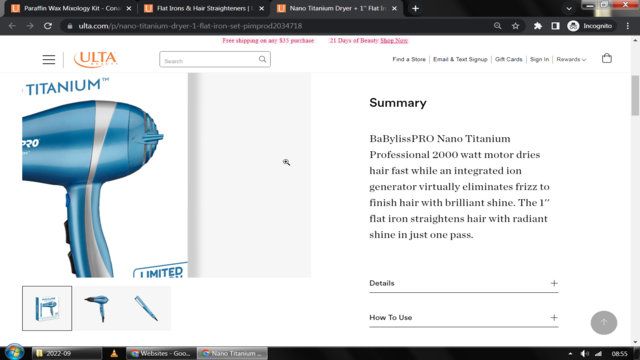 Paraffin Wax Mixology Kit - Cona
Flat Irons & Hair Straighteners | U
Nano Titanium Dryer + 1" Flat Ir
ulta.com/p/nano-titanium-dryer-1-flat-iron-set-pimprod2034718
Incognito
Free shipping on any $35 purchase
21 Days of Beauty Shop Now
ULTA
BEAUTY
Search
Find a Store
Email & Text Signup
Gift Cards
Sign In
Rewards
TITANIUM™
PRO
LIMITED
Summary
BaBylissPRO Nano Titanium
Professional 2000 watt motor dries
hair fast while an integrated ion
generator virtually eliminates frizz to
finish hair with brilliant shine. The 1''
flat iron straightens hair with radiant
shine in just one pass.
Details
How To Use
2022-09
Websites - Goo...
Nano Titanium ...
08:55